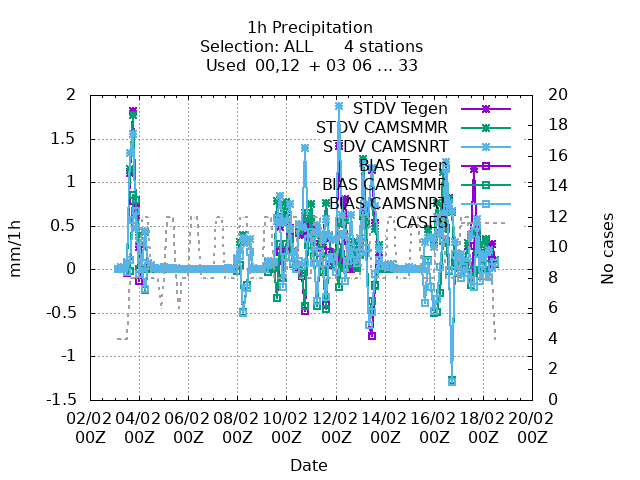 1h Precipitation
Selection: ALL 4 stations
Used 00,12 + 03 06 ... 33
STDV Tegen
STDV CAMSMMR
STDV CAMSNRT
BIAS Tegen
BIAS CAMSMMR
BIAS CAMSNRT
CASES
2
1.5
1
0.5
0
-0.5
-1
-1.5
20
18
16
14
12
10
8
6
4
2
0
mm/1h
No cases
02/02 04/02 06/02 08/02 10/02 12/02 14/02 16/02 18/02 20/02
00Z 00Z 00Z 00Z 00Z 00Z 00Z 00Z 00Z 00Z
Date